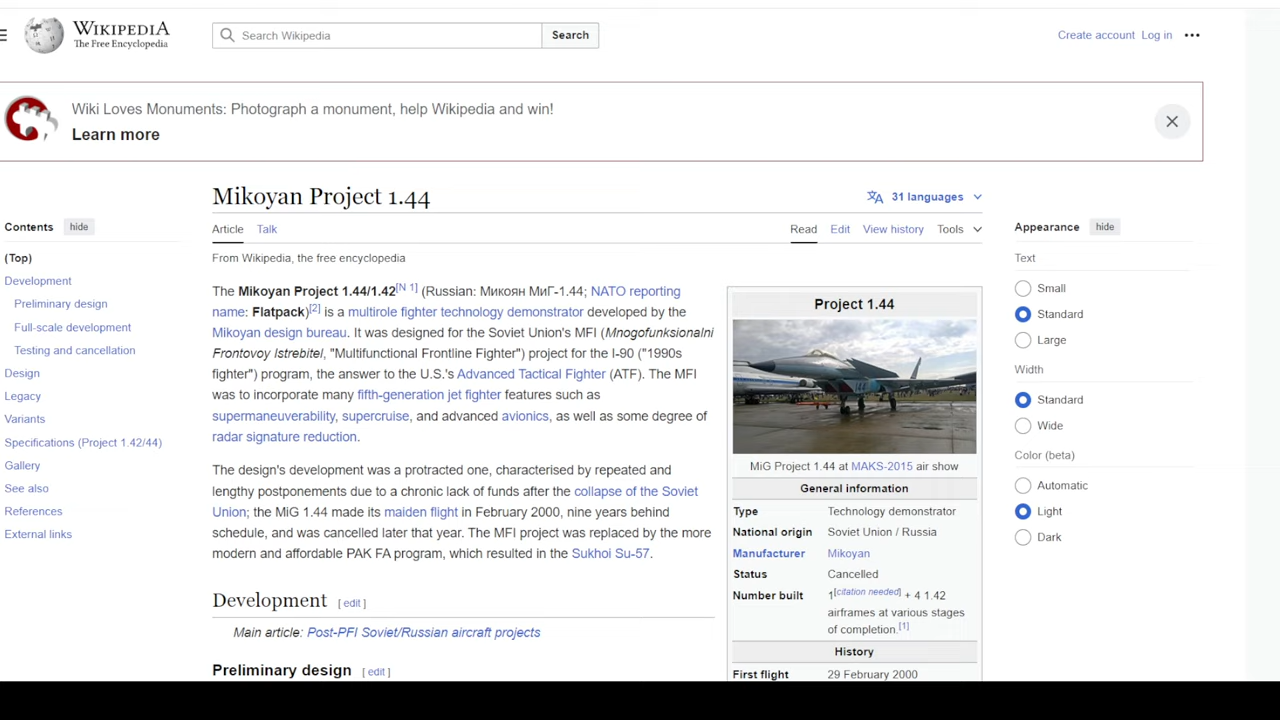 WIKIPEDIA
The Free Encyclopedia
Search Wikipedia
Search
Create account Log in
Wiki Loves Monuments: Photograph a monument, help Wikipedia and win!
Learn more
Contents hide
(Top)
Development
Preliminary design
Full-scale development
Testing and cancellation
Design
Legacy
Variants
Specifications (Project 1.42/44)
Gallery
See also
References
External links
Mikoyan Project 1.44
31 languages
Article Talk
Read Edit View history Tools
From Wikipedia, the free encyclopedia
The Mikoyan Project 1.44/1.42[N 1] (Russian: Микоян МиГ-1.44; NATO reporting
name: Flatpack)[2] is a multirole fighter technology demonstrator developed by the
Mikoyan design bureau. It was designed for the Soviet Union's MFI (Mnogofunksionalni
Frontovoy Istrebitel, "Multifunctional Frontline Fighter") project for the I-90 ("1990s
fighter") program, the answer to the U.S.'s Advanced Tactical Fighter (ATF). The MFI
was to incorporate many fifth-generation jet fighter features such as
supermaneuverability, supercruise, and advanced avionics, as well as some degree of
radar signature reduction.
The design's development was a protracted one, characterised by repeated and
lengthy postponements due to a chronic lack of funds after the collapse of the Soviet
Union; the MiG 1.44 made its maiden flight in February 2000, nine years behind
schedule, and was cancelled later that year. The MFI project was replaced by the more
modern and affordable PAK FA program, which resulted in the Sukhoi Su-57.
Development [ edit ]
Main article: Post-PFI Soviet/Russian aircraft projects
Preliminary design [ edit ]
Project 1.44
144
MiG Project 1.44 at MAKS-2015 air show
General information
Type Technology demonstrator
National origin Soviet Union / Russia
Manufacturer Mikoyan
Status Cancelled
Number built 1[citation needed] + 4 1.42
airframes at various stages
of completion.[1]
History
First flight 29 February 2000
Appearance hide
Text
Small
Standard
Large
Width
Standard
Wide
Color (beta)
Automatic
Light
Dark